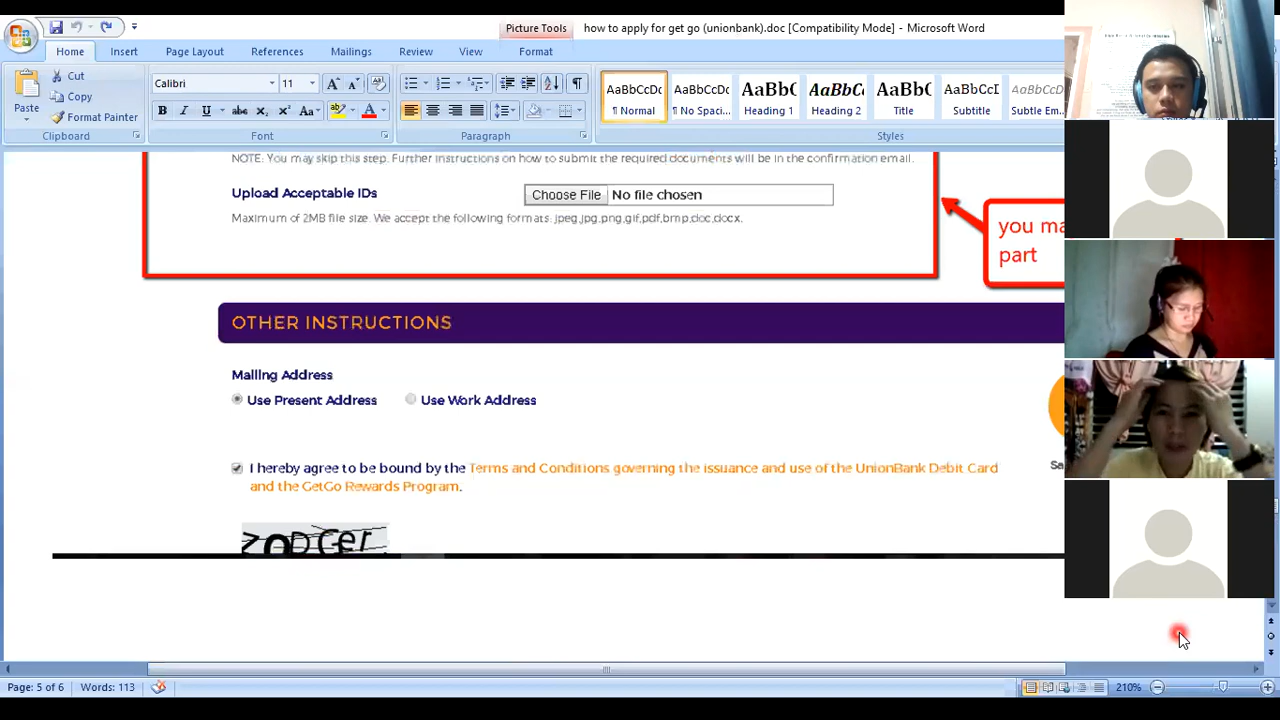 Picture Tools
how to apply for get go (unionbank).doc [Compatibility Mode] - Microsoft Word
Home Insert Page Layout References Mailings Review View Format
Paste
Cut
Copy
Format Painter
Clipboard
Calibri 11
B I U abc X₂ X² Aa A
Font
Paragraph
AaBbCcDc AaBbCcDc AaBbC AaBbCc AaBbC AaBbCcI AaBbCcD
¶ Normal ¶ No Spaci... Heading 1 Heading 2 Title Subtitle Subtle Em...
Styles
NOTE: You may skip this step. Further instructions on how to submit the required documents will be in the confirmation email.
Upload Acceptable IDs
Choose File No file chosen
Maximum of 2MB file size. We accept the following formats: jpeg,jpg,png,gif,pdf,bmp,doc,docx.
you ma
part
OTHER INSTRUCTIONS
Mailing Address
Use Present Address Use Work Address
I hereby agree to be bound by the Terms and Conditions governing the issuance and use of the UnionBank Debit Card
and the GetGo Rewards Program.
Sa
Page: 5 of 6 Words: 113 210%